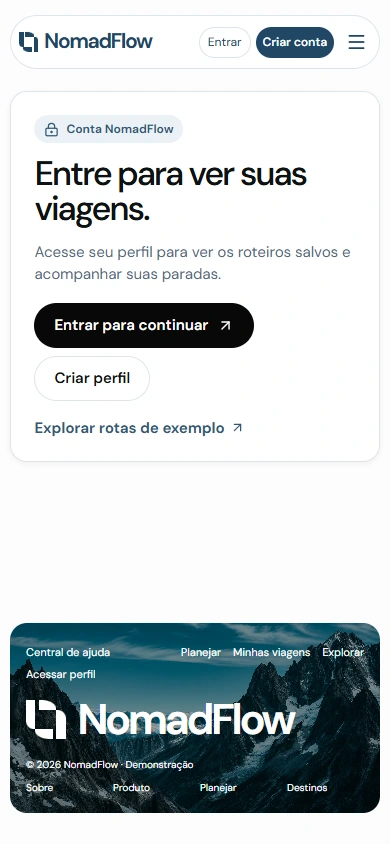 NomadFlow
Entrar
Criar conta
Conta NomadFlow
Entre para ver suas
viagens.
Acesse seu perfil para ver os roteiros salvos e
acompanhar suas paradas.
Entrar para continuar
Criar perfil
Explorar rotas de exemplo
Central de ajuda
Planejar
Minhas viagens
Explorar
Acessar perfil
NomadFlow
© 2026 NomadFlow · Demonstração
Sobre
Produto
Planejar
Destinos